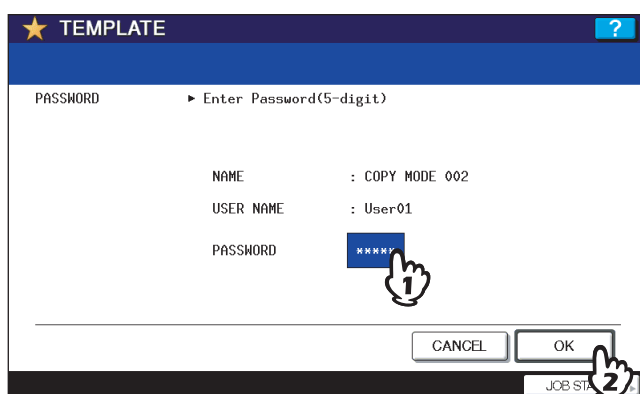 TEMPLATE ?
PASSWORD ► Enter Password(5-digit)
NAME : COPY MODE 002
USER NAME : User01
PASSWORD *****
1
CANCEL OK
JOB
2